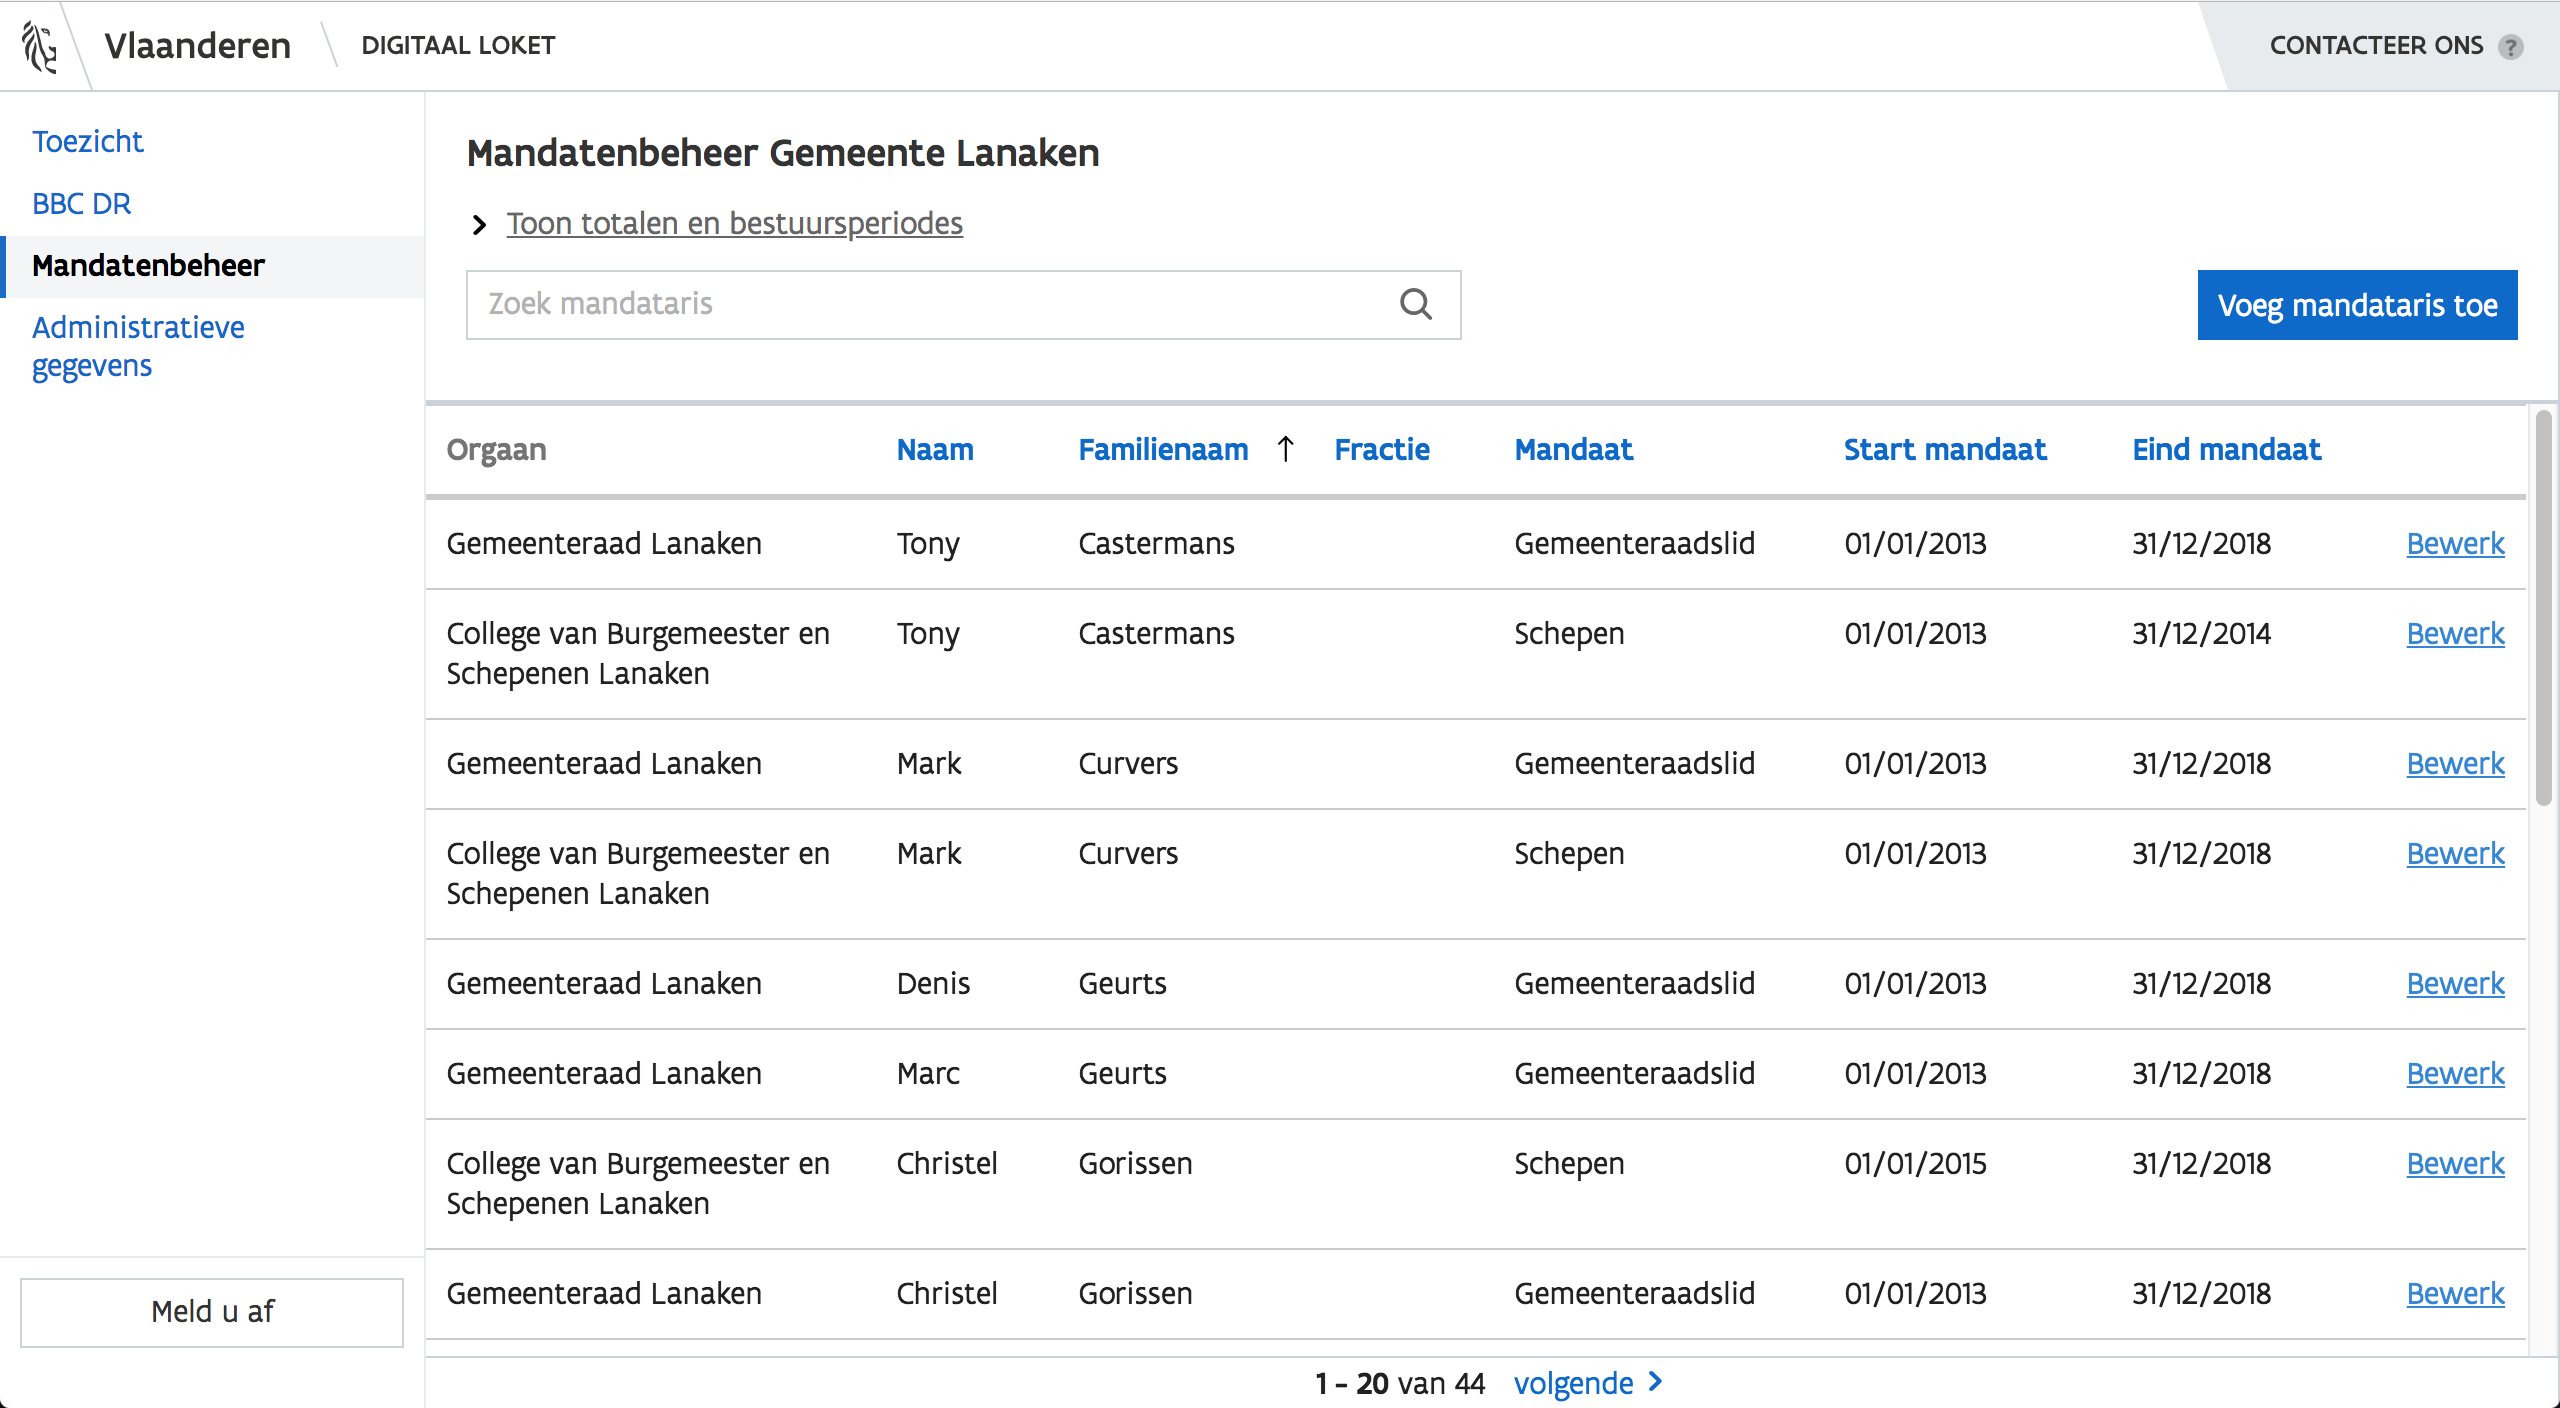 Vlaanderen
DIGITAAL LOKET
CONTACTEER ONS ?
Toezicht
BBC DR
Mandatenbeheer
Administratieve
gegevens
Meld u af
Mandatenbeheer Gemeente Lanaken
Toon totalen en bestuursperiodes
Zoek mandataris
Voeg mandataris toe
Orgaan Naam Familienaam ↑ Fractie Mandaat Start mandaat Eind mandaat
Gemeenteraad Lanaken Tony Castermans Gemeenteraadslid 01/01/2013 31/12/2018 Bewerk
College van Burgemeester en Tony Castermans Schepen 01/01/2013 31/12/2014 Bewerk
Schepenen Lanaken
Gemeenteraad Lanaken Mark Curvers Gemeenteraadslid 01/01/2013 31/12/2018 Bewerk
College van Burgemeester en Mark Curvers Schepen 01/01/2013 31/12/2018 Bewerk
Schepenen Lanaken
Gemeenteraad Lanaken Denis Geurts Gemeenteraadslid 01/01/2013 31/12/2018 Bewerk
Gemeenteraad Lanaken Marc Geurts Gemeenteraadslid 01/01/2013 31/12/2018 Bewerk
College van Burgemeester en Christel Gorissen Schepen 01/01/2015 31/12/2018 Bewerk
Schepenen Lanaken
Gemeenteraad Lanaken Christel Gorissen Gemeenteraadslid 01/01/2013 31/12/2018 Bewerk
1 - 20 van 44 volgende